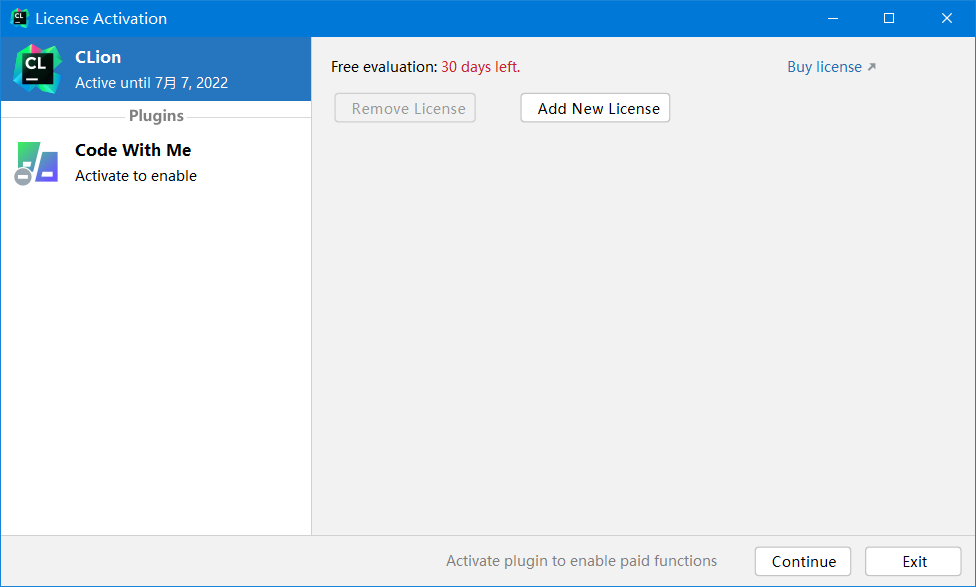 License Activation
CLion
Active until 7月 7, 2022
Plugins
Code With Me
Activate to enable
Free evaluation: 30 days left.
Buy license
Remove License
Add New License
Activate plugin to enable paid functions
Continue
Exit